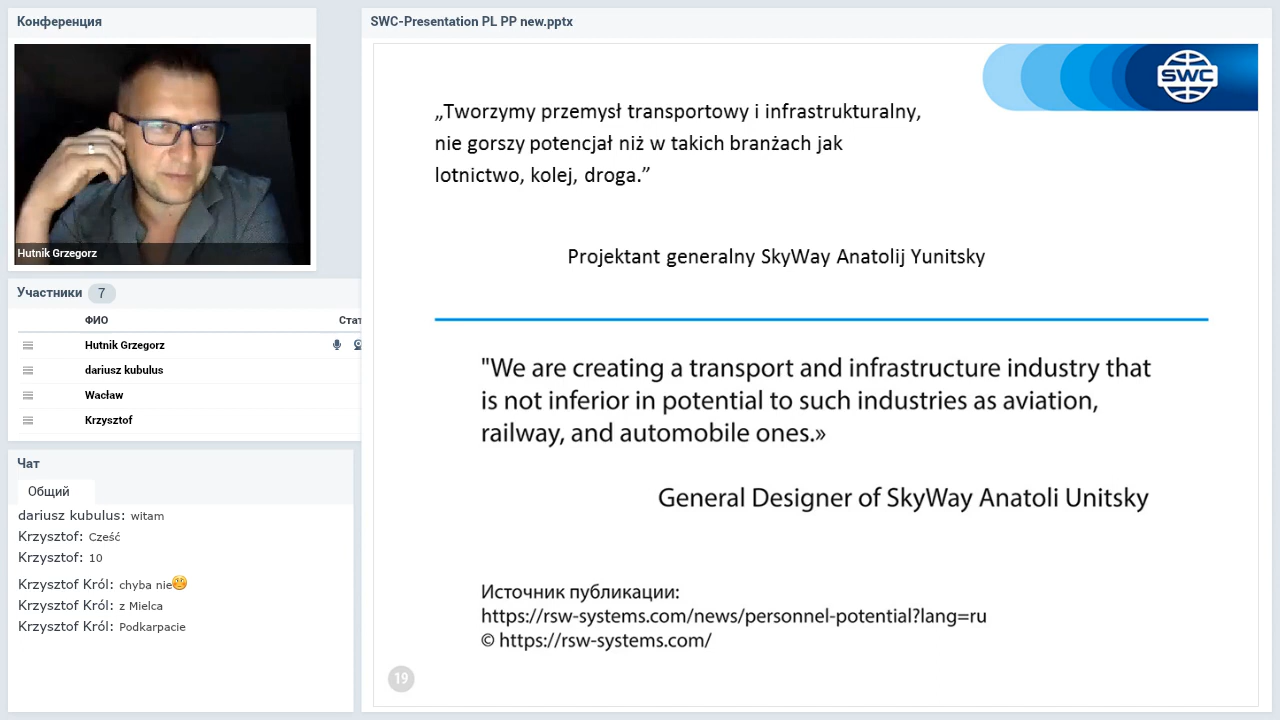 Конференция
Hutnik Grzegorz
Участники 7
ФИО Стат
Hutnik Grzegorz
dariusz kubulus
Wacław
Krzysztof
Чат
Общий
dariusz kubulus: witam
Krzysztof: Cześć
Krzysztof: 10
Krzysztof Król: chyba nie
Krzysztof Król: z Mielca
Krzysztof Król: Podkarpacie
SWC-Presentation PL PP new.pptx
SWC
„Tworzymy przemysł transportowy i infrastrukturalny,
nie gorszy potencjał niż w takich branżach jak
lotnictwo, kolej, droga.”
Projektant generalny SkyWay Anatolij Yunitsky
"We are creating a transport and infrastructure industry that
is not inferior in potential to such industries as aviation,
railway, and automobile ones.»
General Designer of SkyWay Anatoli Unitsky
Источник публикации:
https://rsw-systems.com/news/personnel-potential?lang=ru
© https://rsw-systems.com/
19